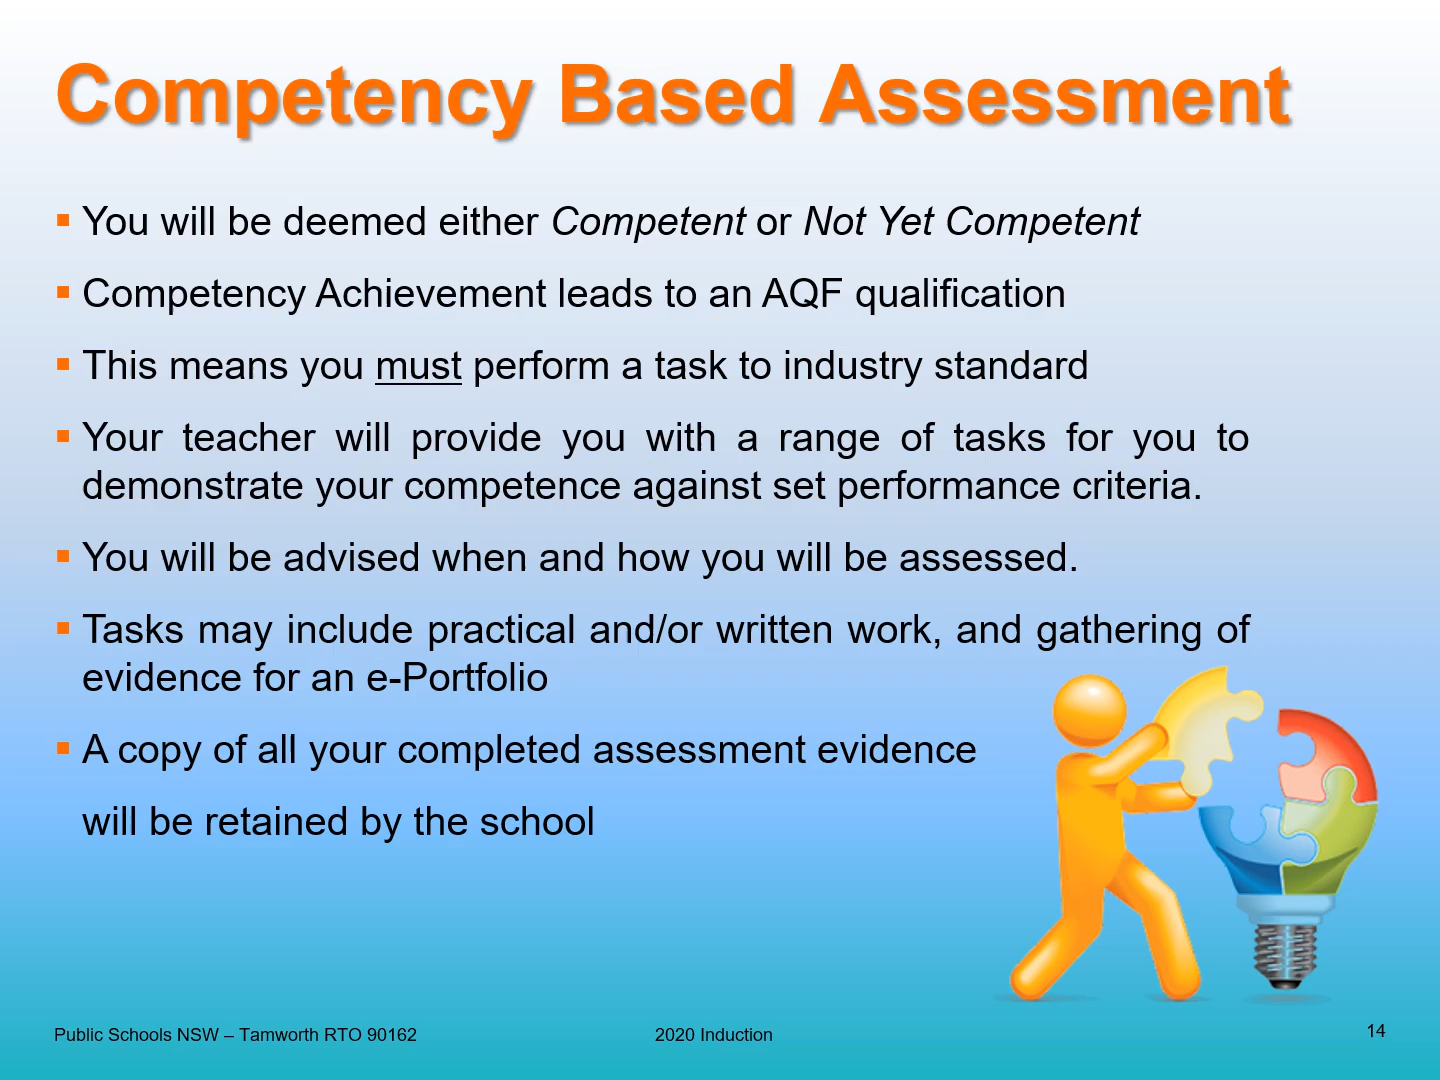 Competency Based Assessment
▪ You will be deemed either Competent or Not Yet Competent
▪ Competency Achievement leads to an AQF qualification
▪ This means you must perform a task to industry standard
▪ Your teacher will provide you with a range of tasks for you to
demonstrate your competence against set performance criteria.
▪ You will be advised when and how you will be assessed.
▪ Tasks may include practical and/or written work, and gathering of
evidence for an e-Portfolio
▪ A copy of all your completed assessment evidence
will be retained by the school
Public Schools NSW – Tamworth RTO 90162
2020 Induction
14